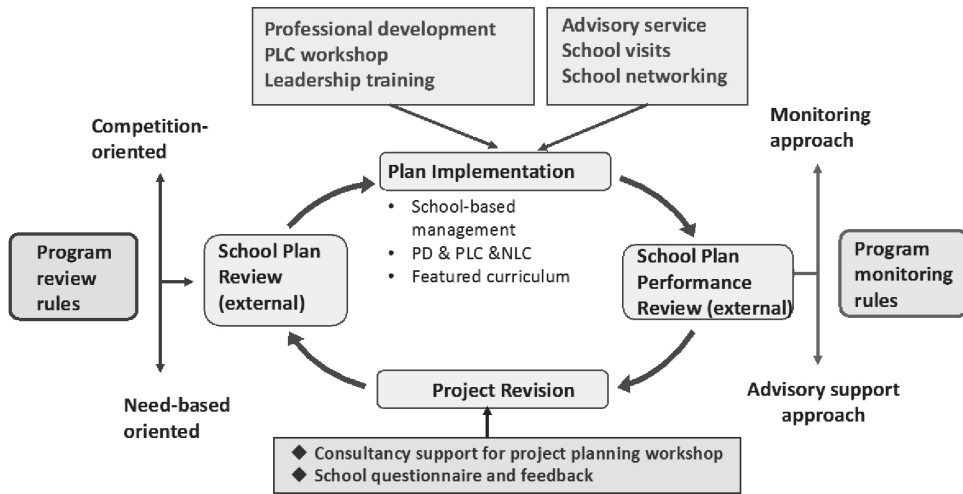 Professional development
PLC workshop
Leadership training
Advisory service
School visits
School networking
Competition-
oriented
Monitoring
approach
Plan Implementation
• School-based
management
• PD & PLC &NLC
• Featured curriculum
Program
review
rules
School Plan
Review
(external)
School Plan
Performance
Review (external)
Program
monitoring
rules
Need-based
oriented
Project Revision
Advisory support
approach
◆ Consultancy support for project planning workshop
◆ School questionnaire and feedback